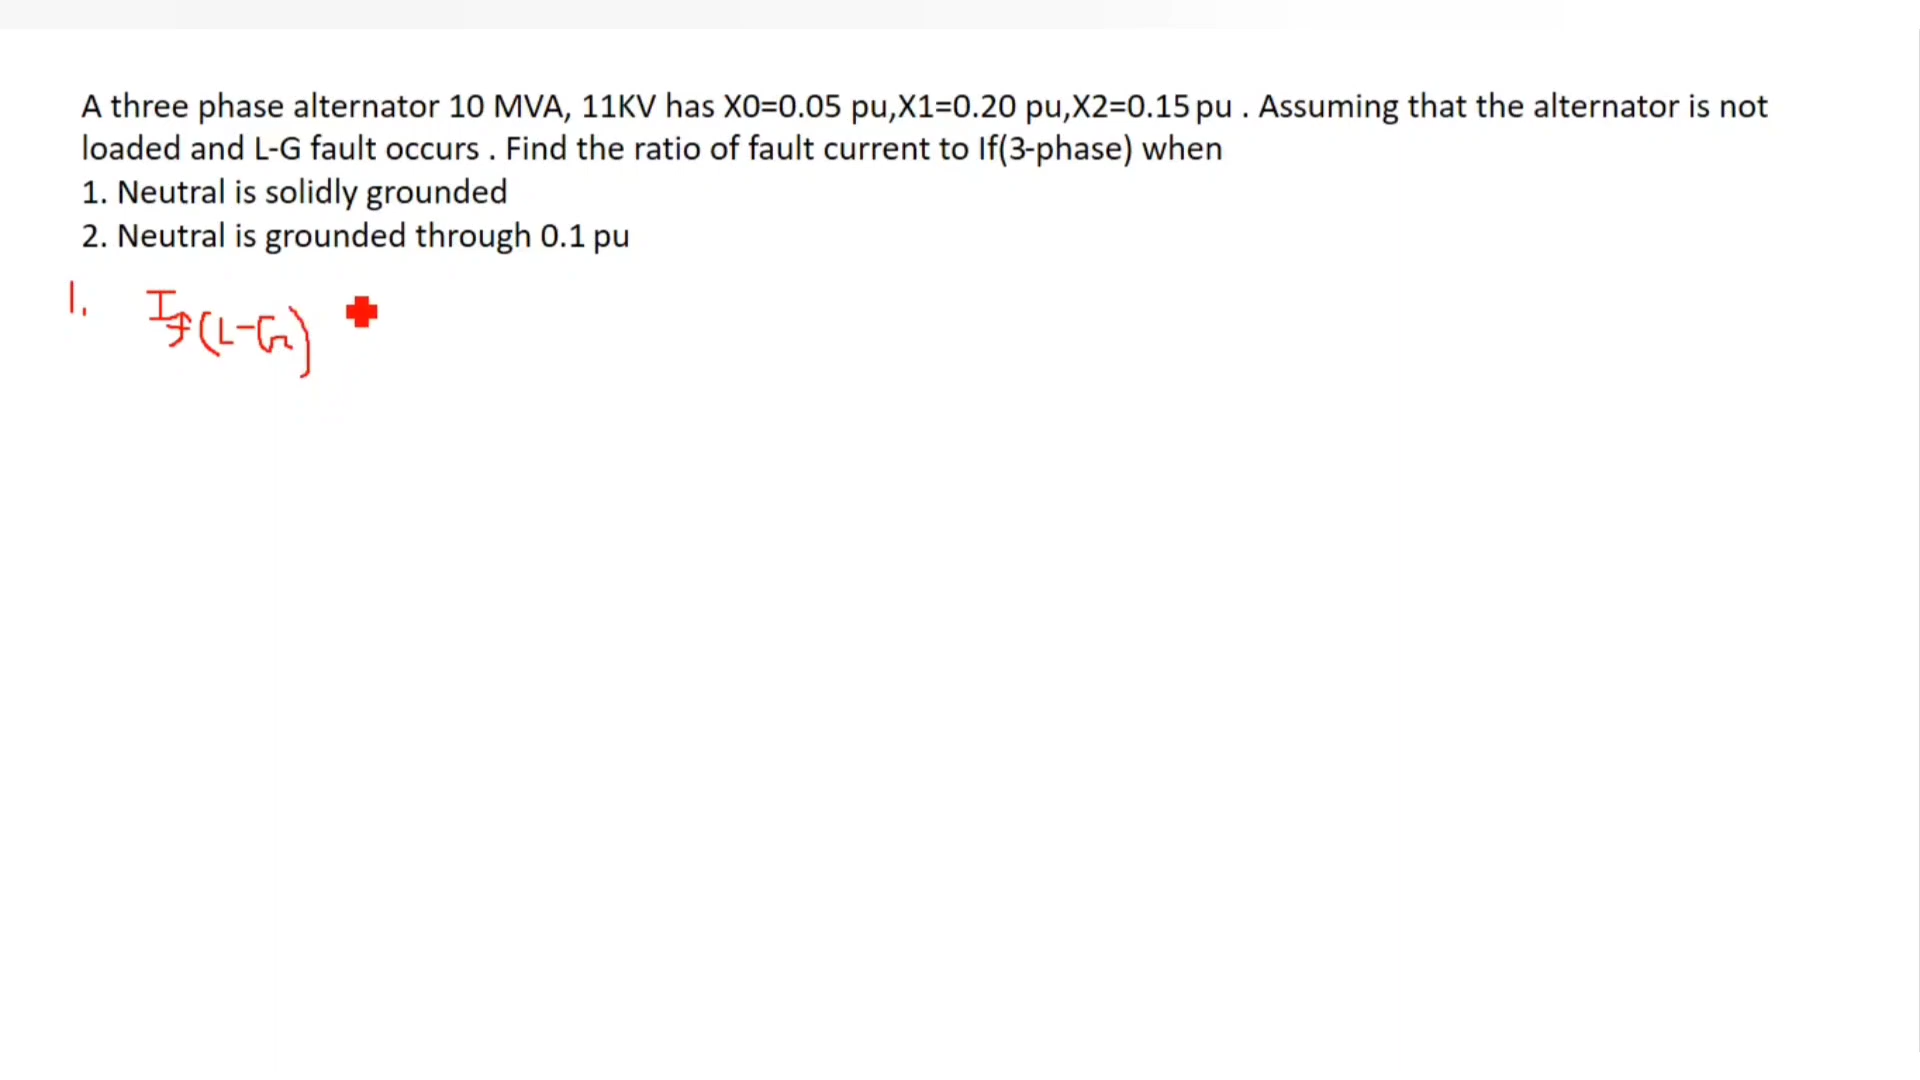 A three phase alternator 10 MVA, 11KV has X0=0.05 pu,X1=0.20 pu,X2=0.15 pu . Assuming that the alternator is not
loaded and L-G fault occurs . Find the ratio of fault current to If(3-phase) when
1. Neutral is solidly grounded
2. Neutral is grounded through 0.1 pu
1. If(L-G)